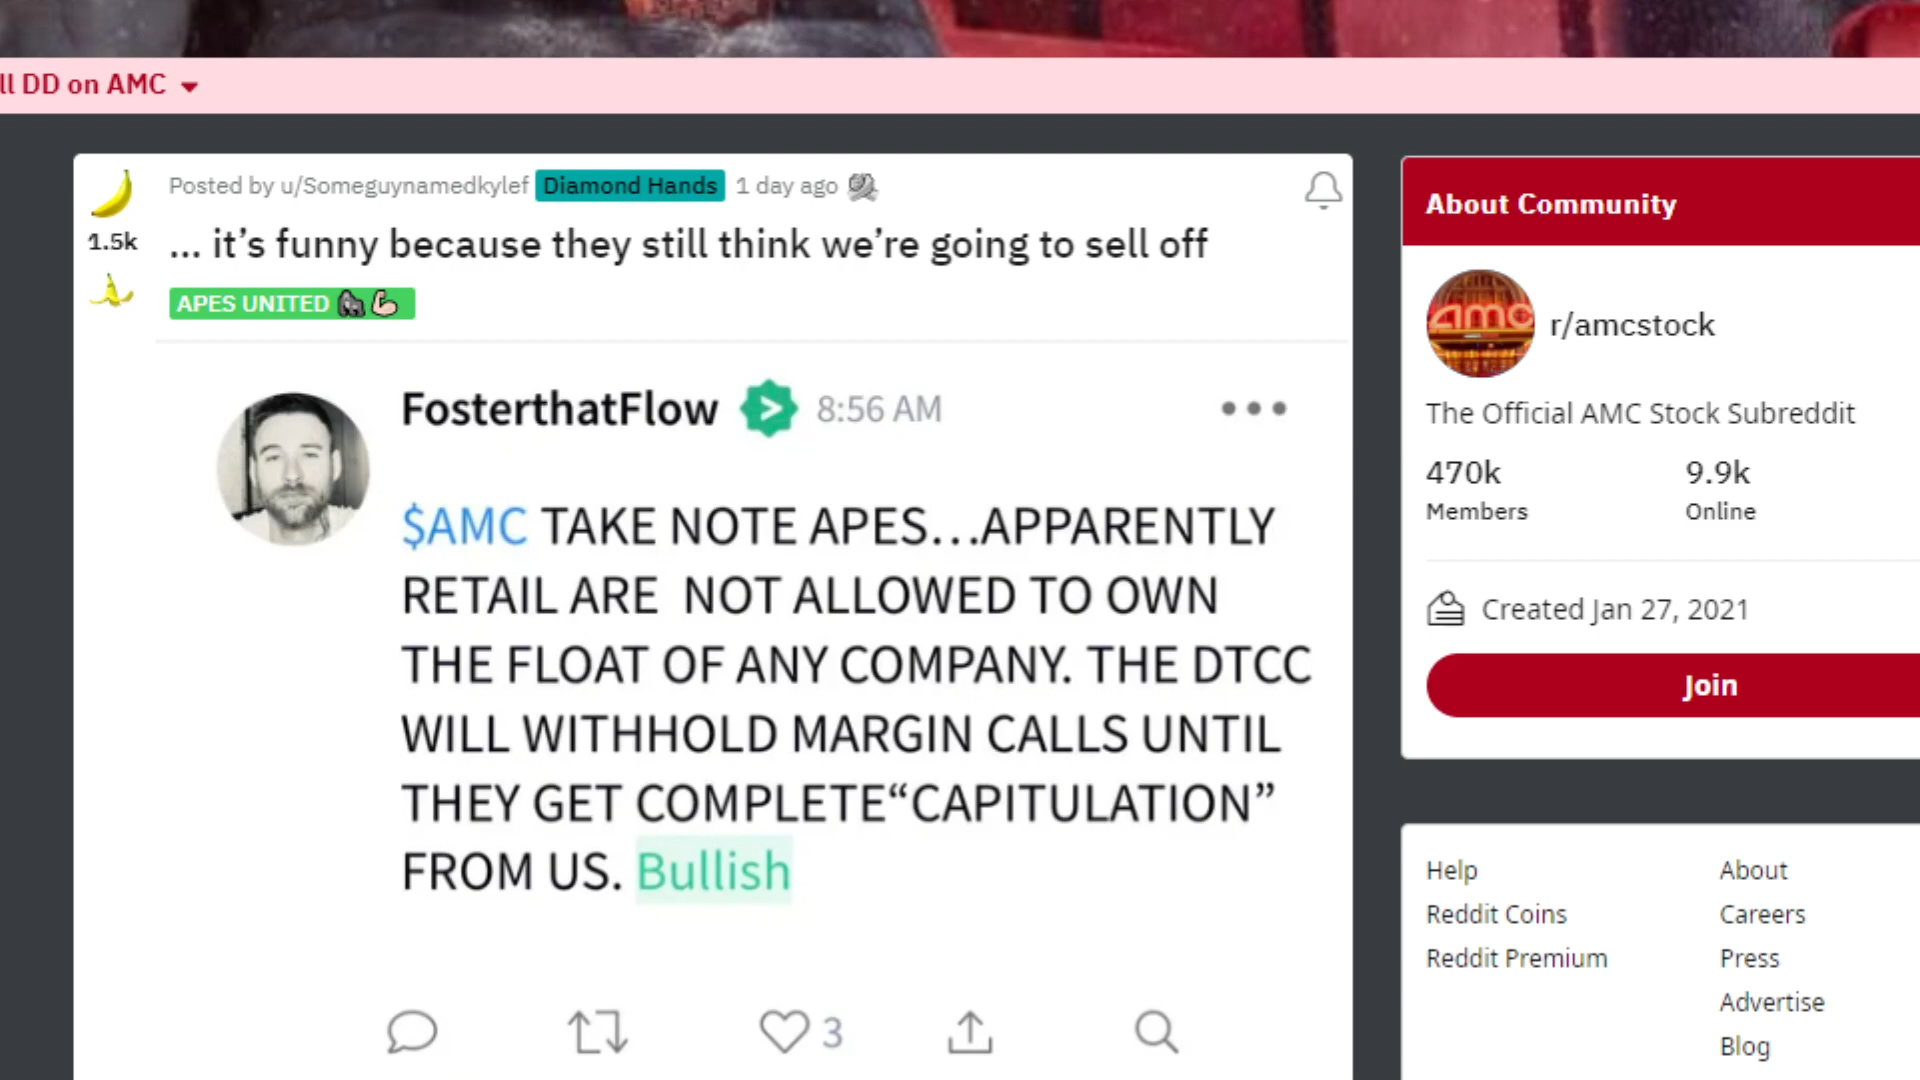 ll DD on AMC
Posted by u/Someguynamedkylef Diamond Hands 1 day ago
1.5k
... it’s funny because they still think we’re going to sell off
APES UNITED
FosterthatFlow 8:56 AM
$AMC TAKE NOTE APES...APPARENTLY
RETAIL ARE NOT ALLOWED TO OWN
THE FLOAT OF ANY COMPANY. THE DTCC
WILL WITHHOLD MARGIN CALLS UNTIL
THEY GET COMPLETE“CAPITULATION”
FROM US. Bullish
3
About Community
amc
r/amcstock
The Official AMC Stock Subreddit
470k 9.9k
Members Online
Created Jan 27, 2021
Join
Help About
Reddit Coins Careers
Reddit Premium Press
Advertise
Blog